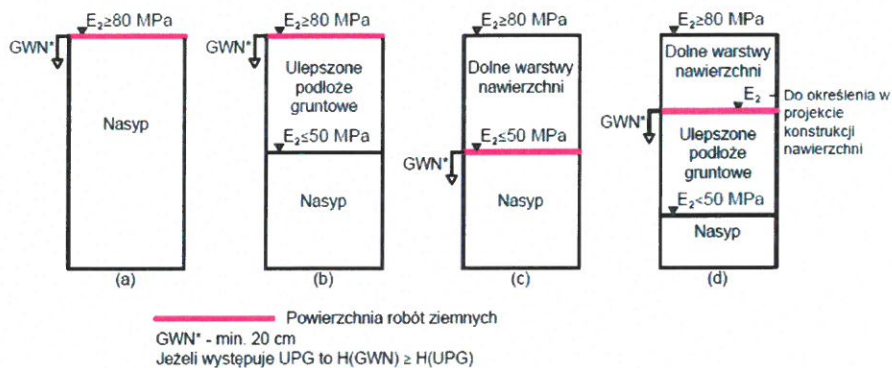 E₂≥80 MPa
GWN*
Nasyp
(a)
E₂≥80 MPa
GWN*
Ulepszone
podłoże
gruntowe
E₂≤50 MPa
Nasyp
(b)
E₂≥80 MPa
Dolne warstwy
nawierzchni
E₂≤50 MPa
GWN*
Nasyp
(c)
E₂≥80 MPa
Dolne warstwy
nawierzchni
E₂
Do określenia w
projekcie
konstrukcji
nawierzchni
GWN*
Ulepszone
podłoże
gruntowe
E₂<50 MPa
Nasyp
(d)
Powierzchnia robót ziemnych
GWN* - min. 20 cm
Jeżeli występuje UPG to H(GWN) ≥ H(UPG)